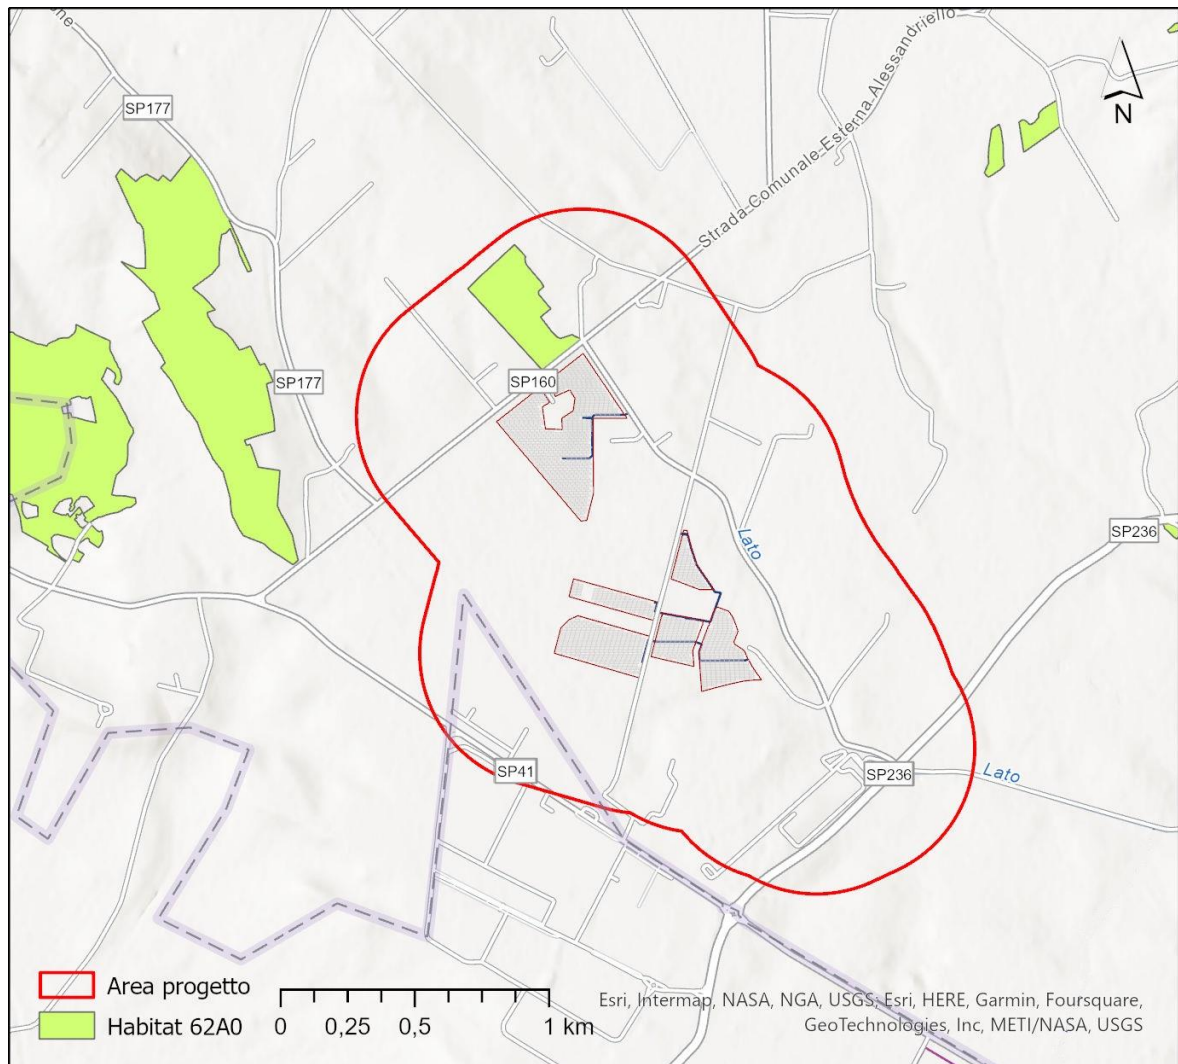 SP177
N
Strada-Comunale-Esterna-Alessandriello
SP177
SP160
SP236
Lato
SP41
SP236
Lato
Area progetto
Habitat 62A0
0 0,25 0,5 1 km
Esri, Intermap, NASA, NGA, USGS; Esri, HERE, Garmin, Foursquare,
GeoTechnologies, Inc, METI/NASA, USGS